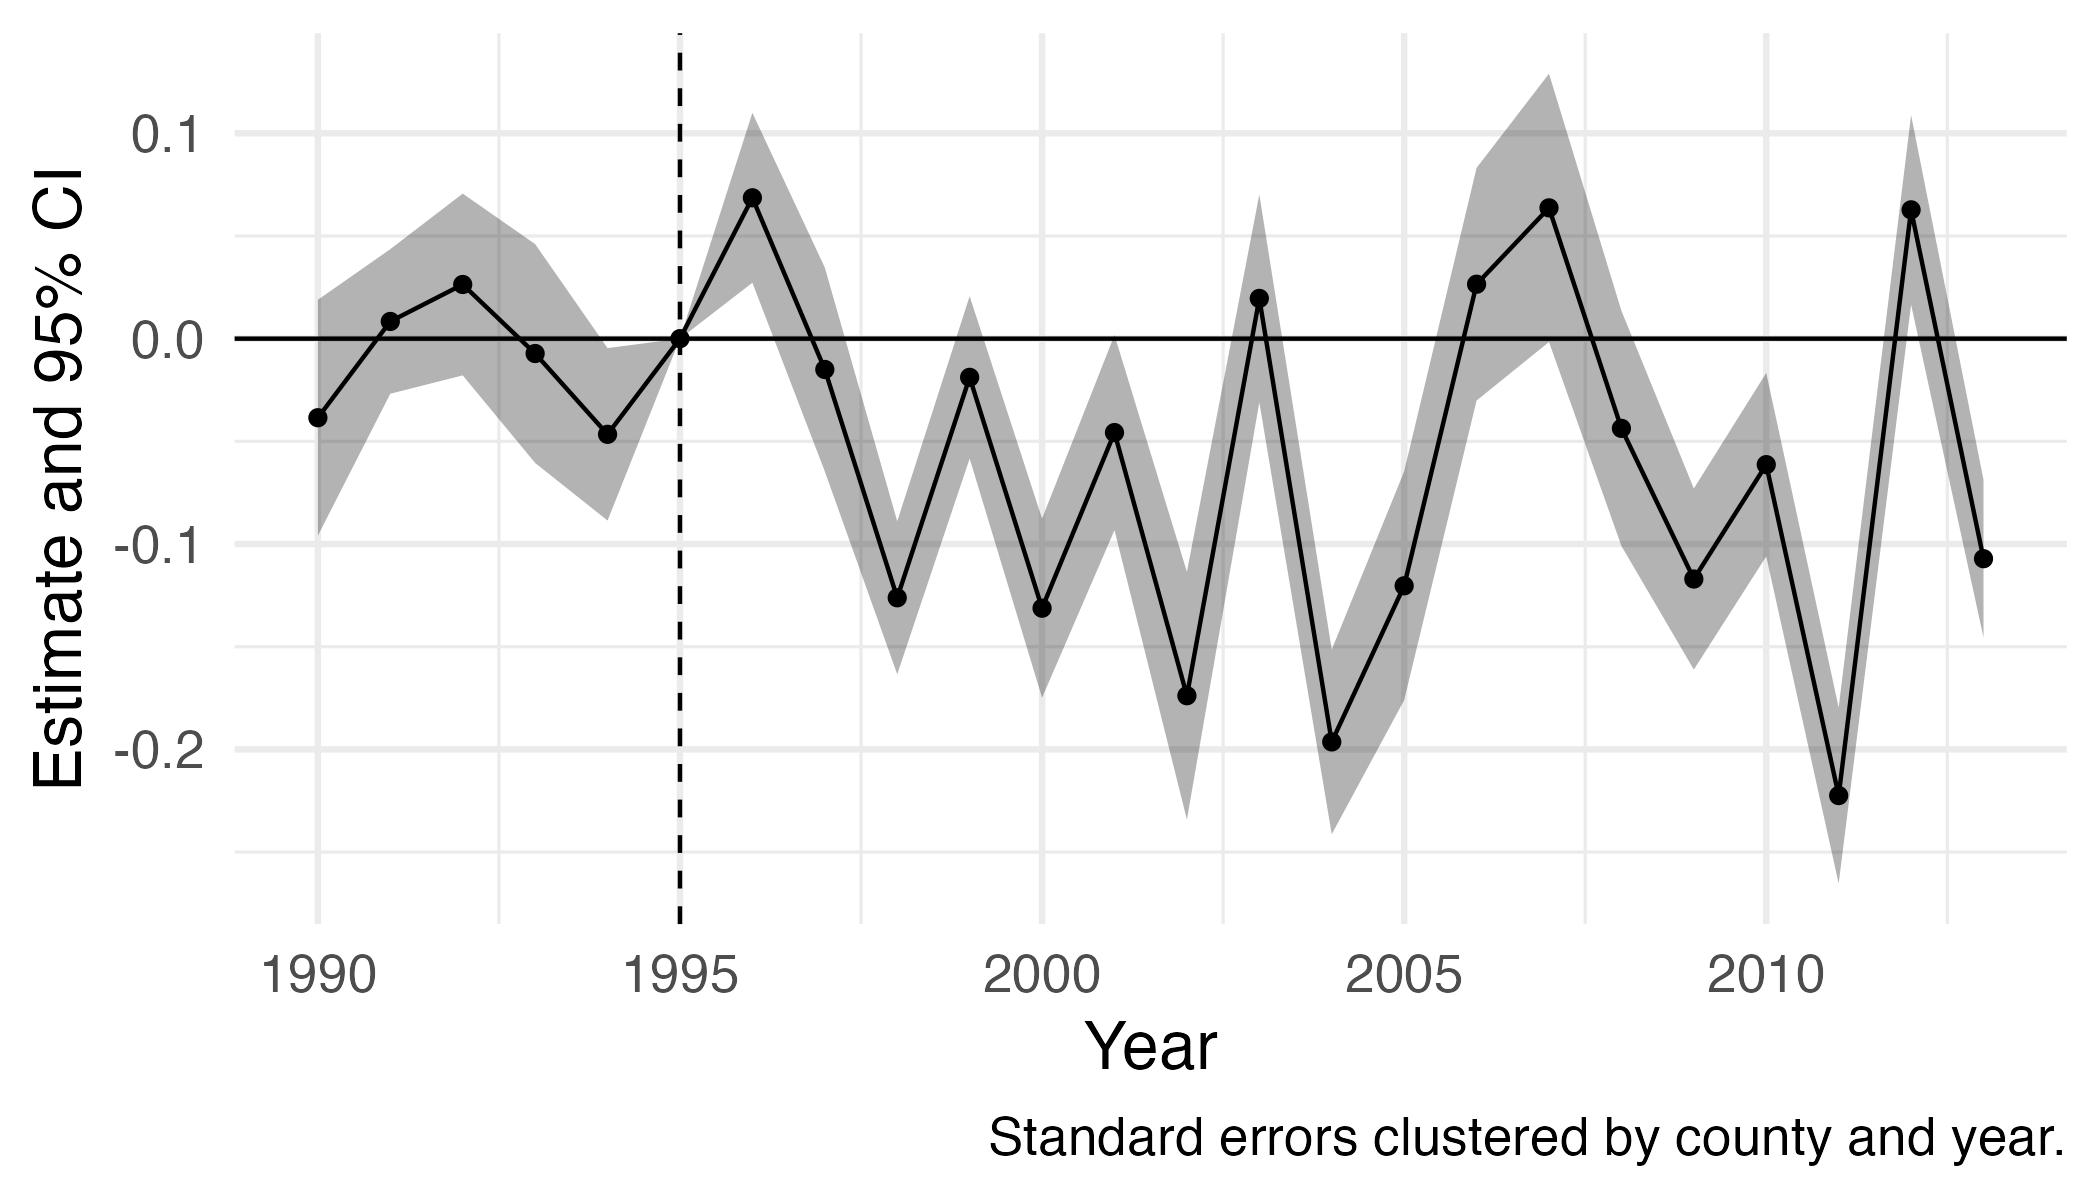 Estimate and 95% CI
0.1
0.0
-0.1
-0.2
1990 1995 2000 2005 2010
Year
Standard errors clustered by county and year.